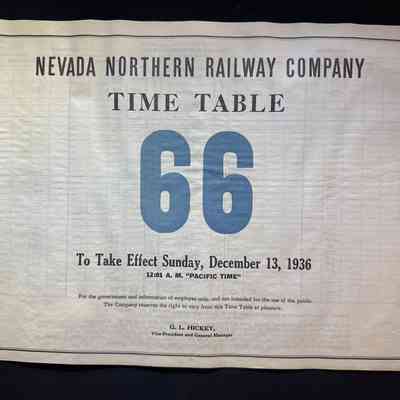 NEVADA NORTHERN RAILWAY COMPANY
TIME TABLE
66
To Take Effect Sunday, December 13, 1936
12:01 A. M. "PACIFIC TIME"
For the government and information of employes only, and not intended for the use of the public.
The Company reserves the right to vary from this Time Table at pleasure.
G. L. HICKEY,
Vice-President and General Manager